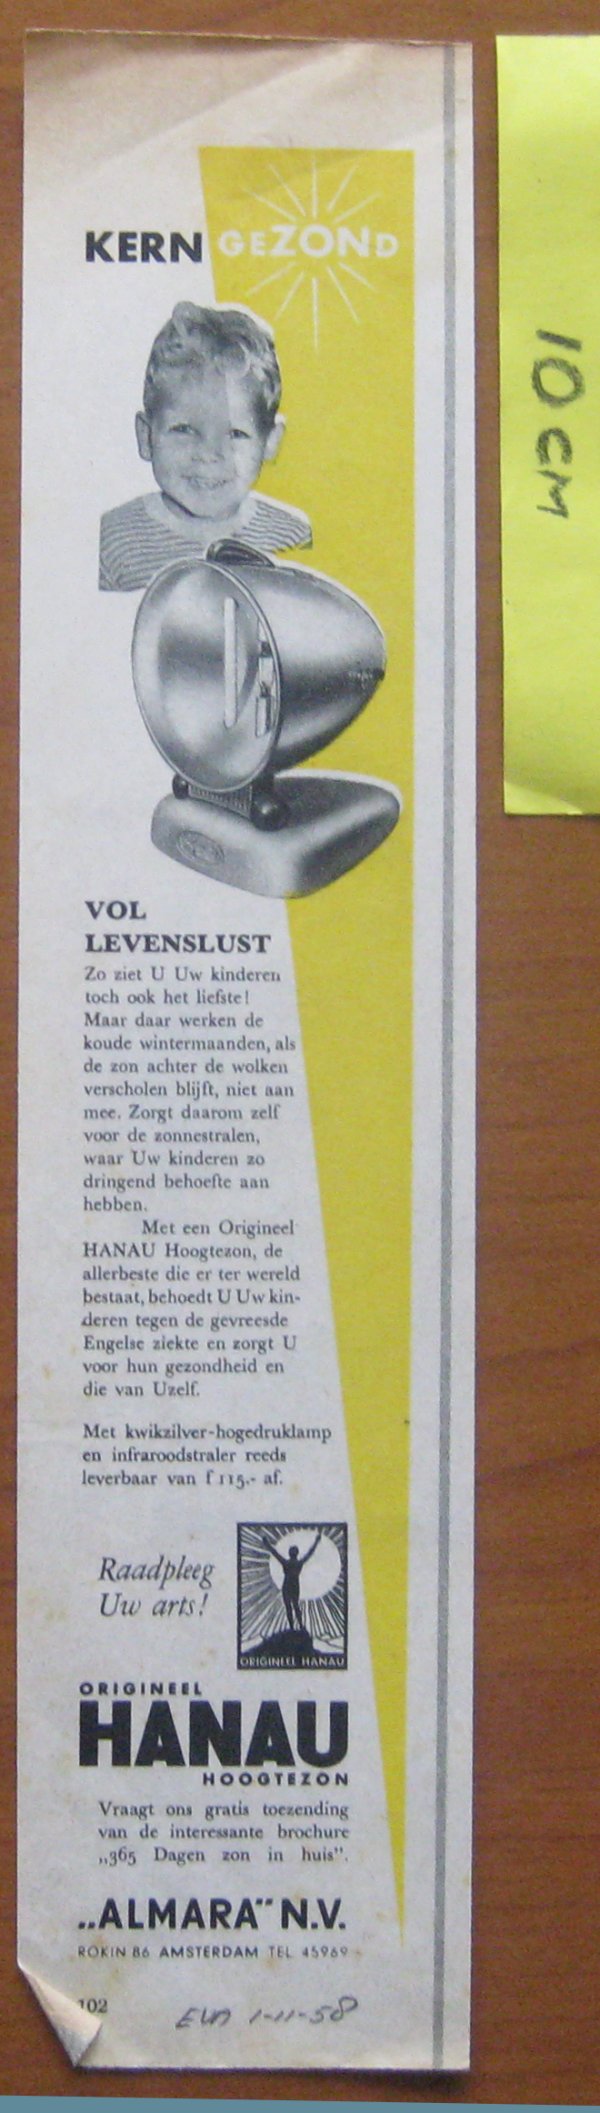 KERN GEZOND
VOL
LEVENSLUST
Zo ziet U Uw kinderen
toch ook het liefste!
Maar daar werken de
koude wintermaanden, als
de zon achter de wolken
verscholen blijft, niet aan
mee. Zorgt daarom zelf
voor de zonnestralen,
waar Uw kinderen zo
dringend behoefte aan
hebben.
Met een Origineel
HANAU Hoogtezon, de
allerbeste die er ter wereld
bestaat, behoedt U Uw kin-
deren tegen de gevreesde
Engelse ziekte en zorgt U
voor hun gezondheid en
die van Uzelf.
Met kwikzilver-hogedruklamp
en infraroodstraler reeds
leverbaar van f 115.- af.
Raadpleeg
Uw arts!
ORIGINEEL HANAU
ORIGINEEL
HANAU
HOOGTEZON
Vraagt ons gratis toezending
van de interessante brochure
„365 Dagen zon in huis".
„ALMARA" N.V.
ROKIN 86 AMSTERDAM TEL 45969
102
EVA 1-11-58
10 CM